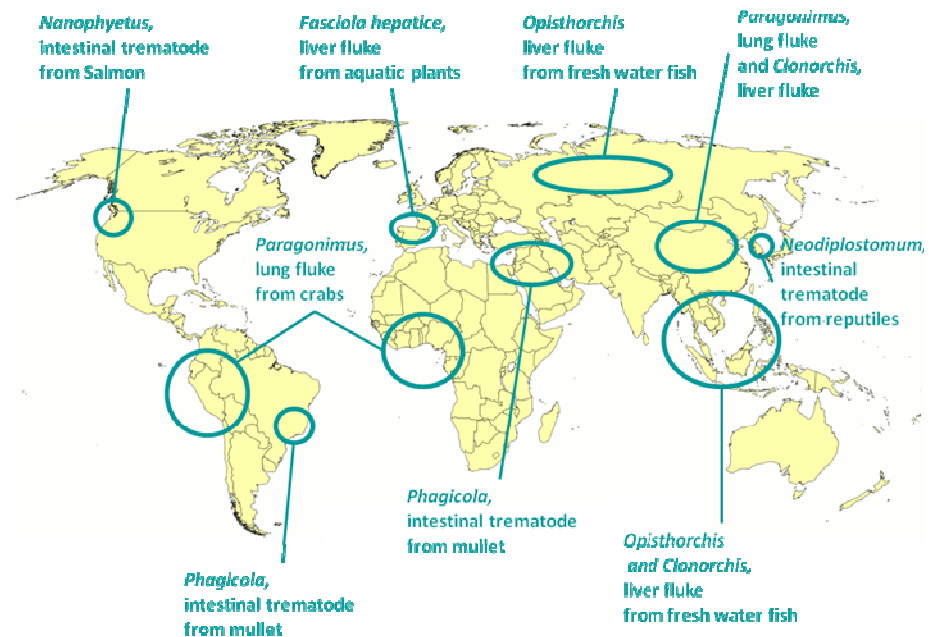 Nanophyetus,
intestinal trematode
from Salmon
Fasciola hepatice,
liver fluke
from aquatic plants
Opisthorchis
liver fluke
from fresh water fish
Paragonimus,
lung fluke
and Clonorchis,
liver fluke
Paragonimus,
lung fluke
from crabs
Neodiplostomum,
intestinal
trematode
from reputiles
Phagicola,
intestinal trematode
from mullet
Opisthorchis
and Clonorchis,
liver fluke
from fresh water fish
Phagicola,
intestinal trematode
from mullet